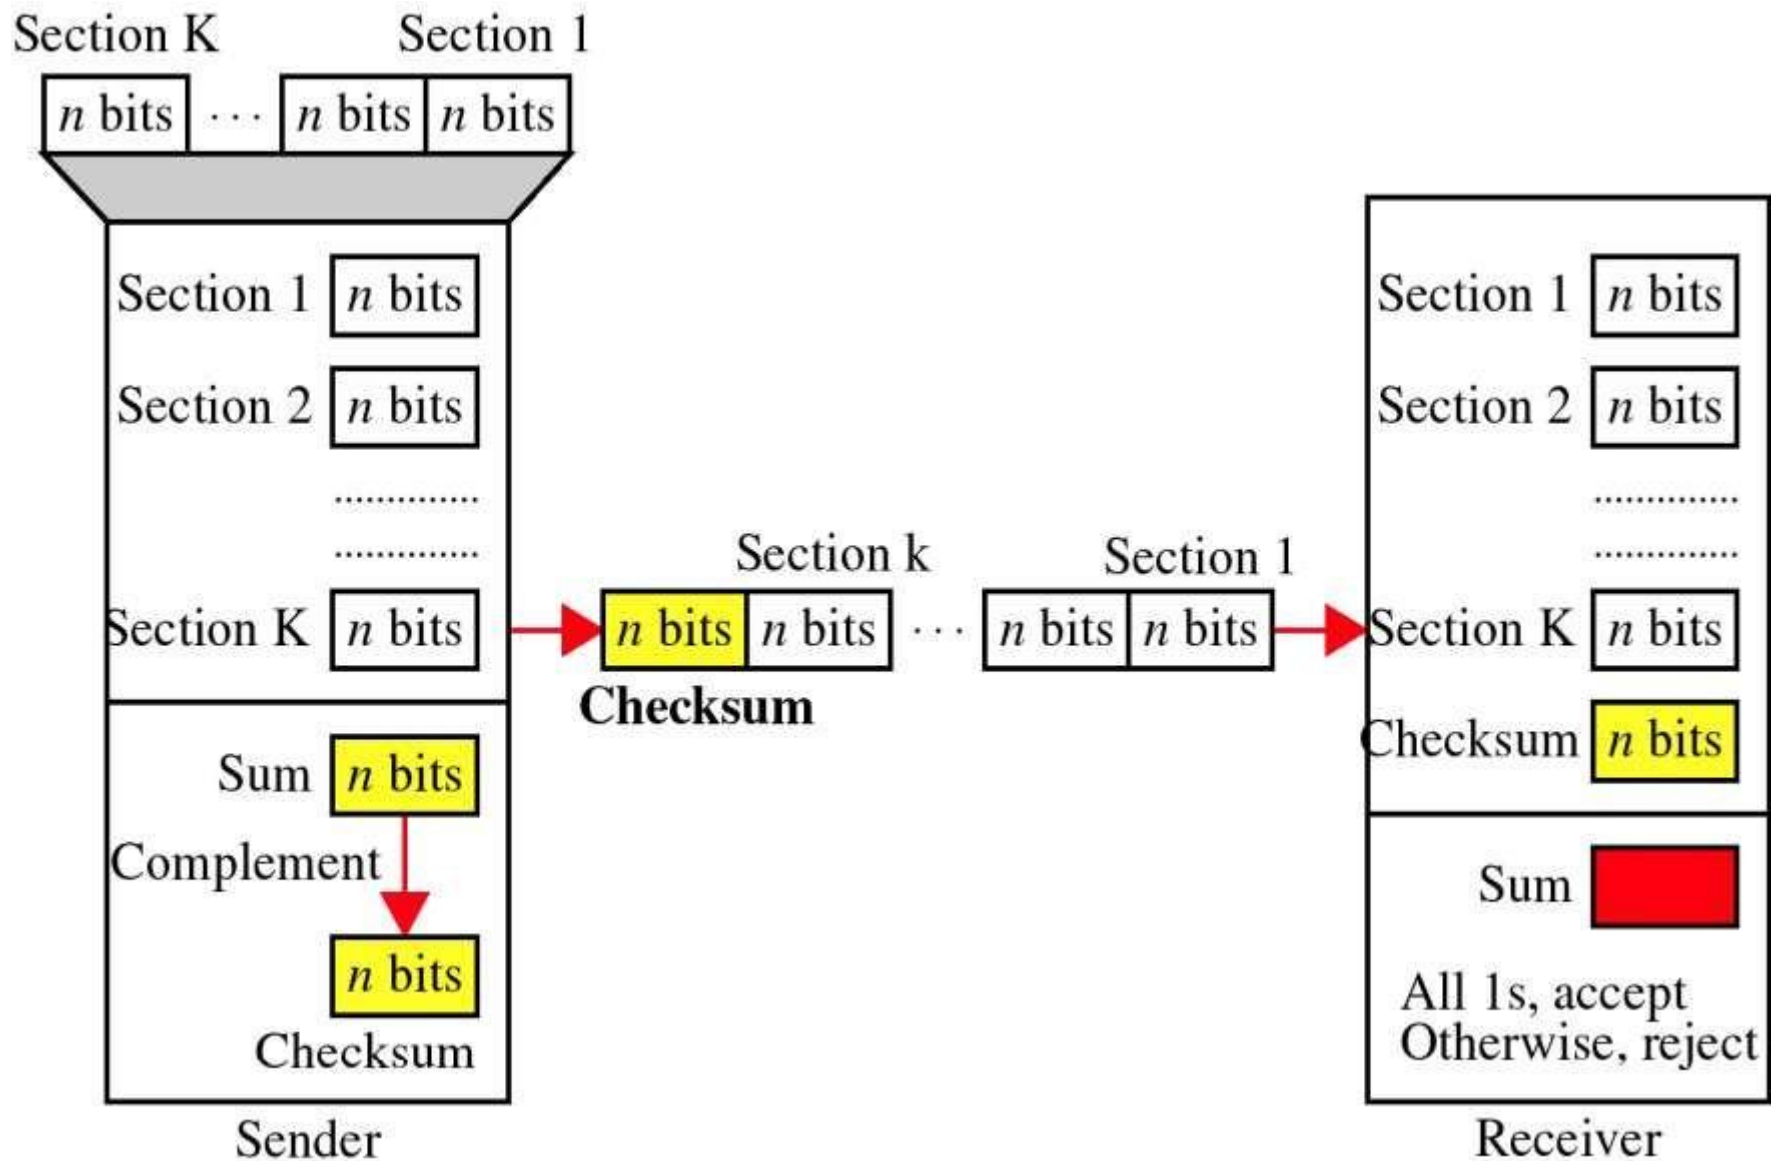 Section K Section 1
n bits ... n bits n bits
Section 1 n bits
Section 2 n bits
..............
..............
Section K n bits
Sum n bits
Complement
n bits
Checksum
Sender
Section k Section 1
n bits n bits ... n bits n bits
Checksum
Section 1 n bits
Section 2 n bits
..............
..............
Section K n bits
Checksum n bits
Sum
All 1s, accept
Otherwise, reject
Receiver